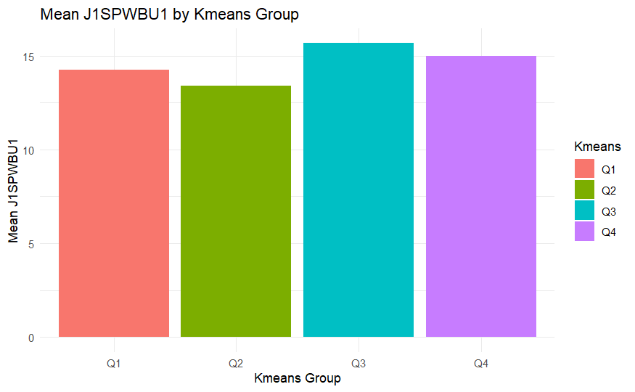 Mean J1SPWBU1 by Kmeans Group
Mean J1SPWBU1
15
10
5
0
Q1
Q2
Q3
Q4
Kmeans Group
Kmeans
Q1
Q2
Q3
Q4